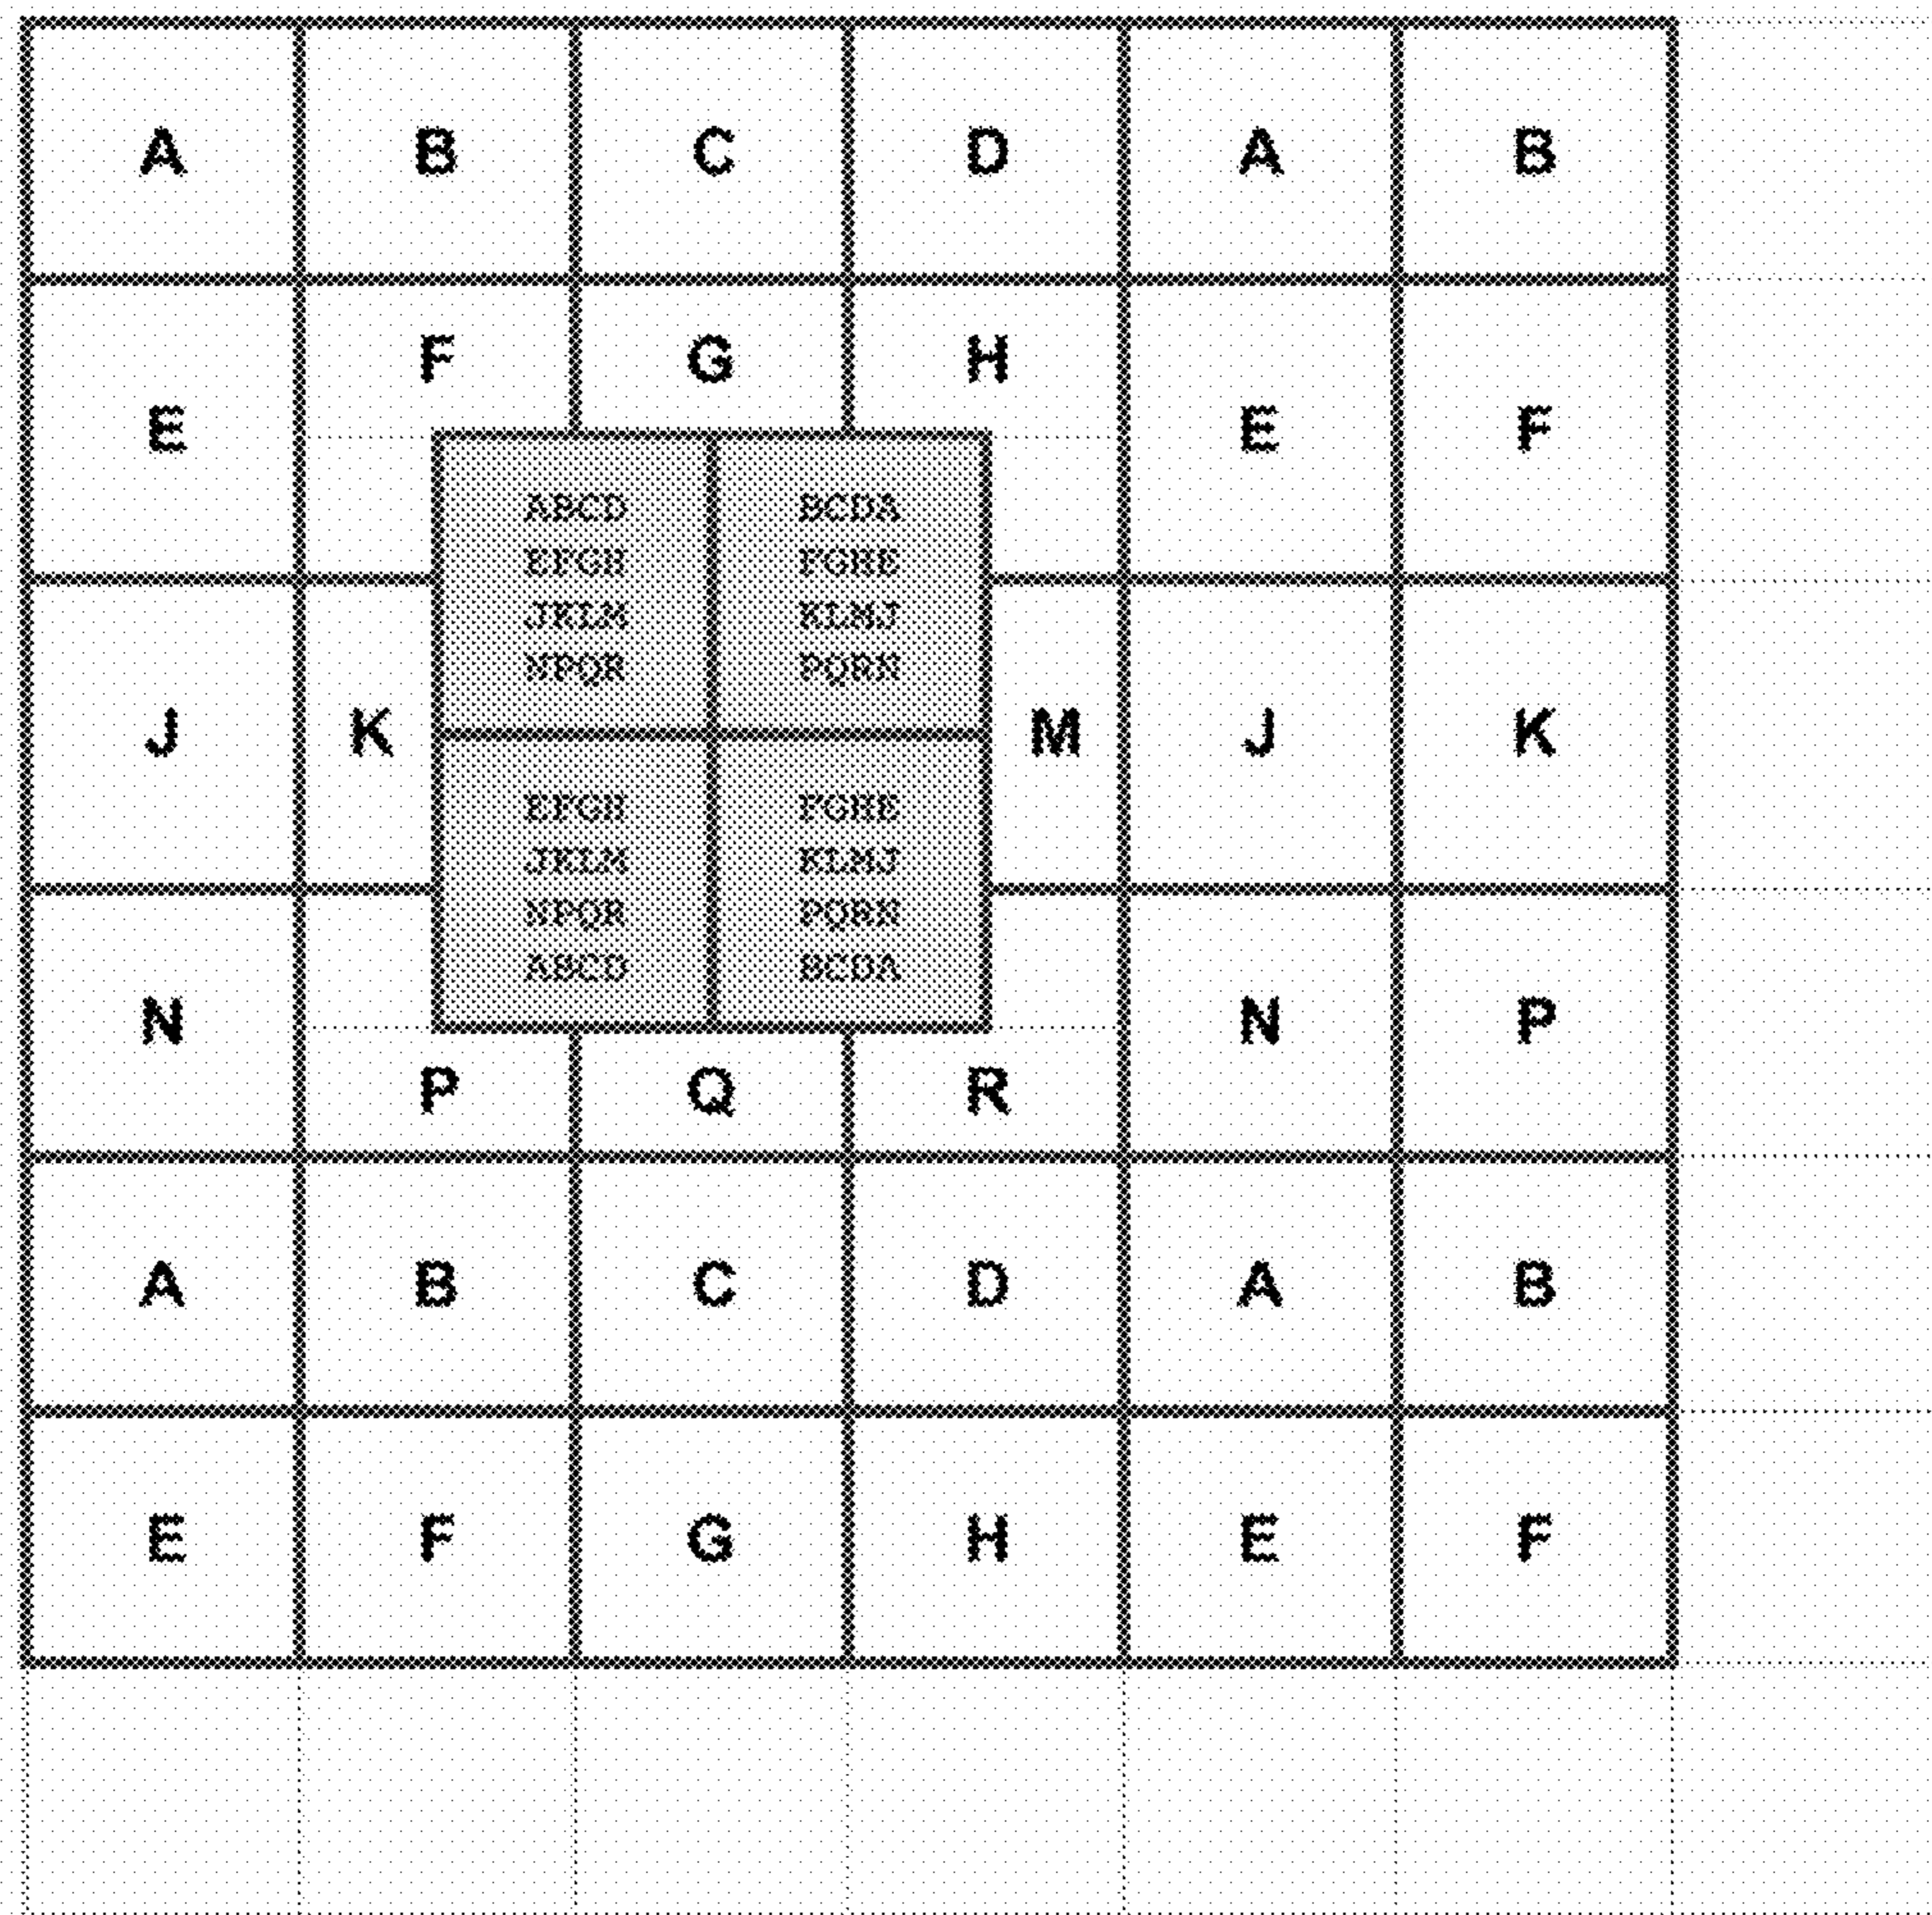 A B C D A B
F G H
E E F
ABCD BCDA
EFGH FGHE
JKLM KLMJ
NPQR PQRN
J K M J K
EFGH FGHE
JKLM KLMJ
NPQR PQRN
ABCD BCDA
N N P
P Q R
A B C D A B
E F G H E F